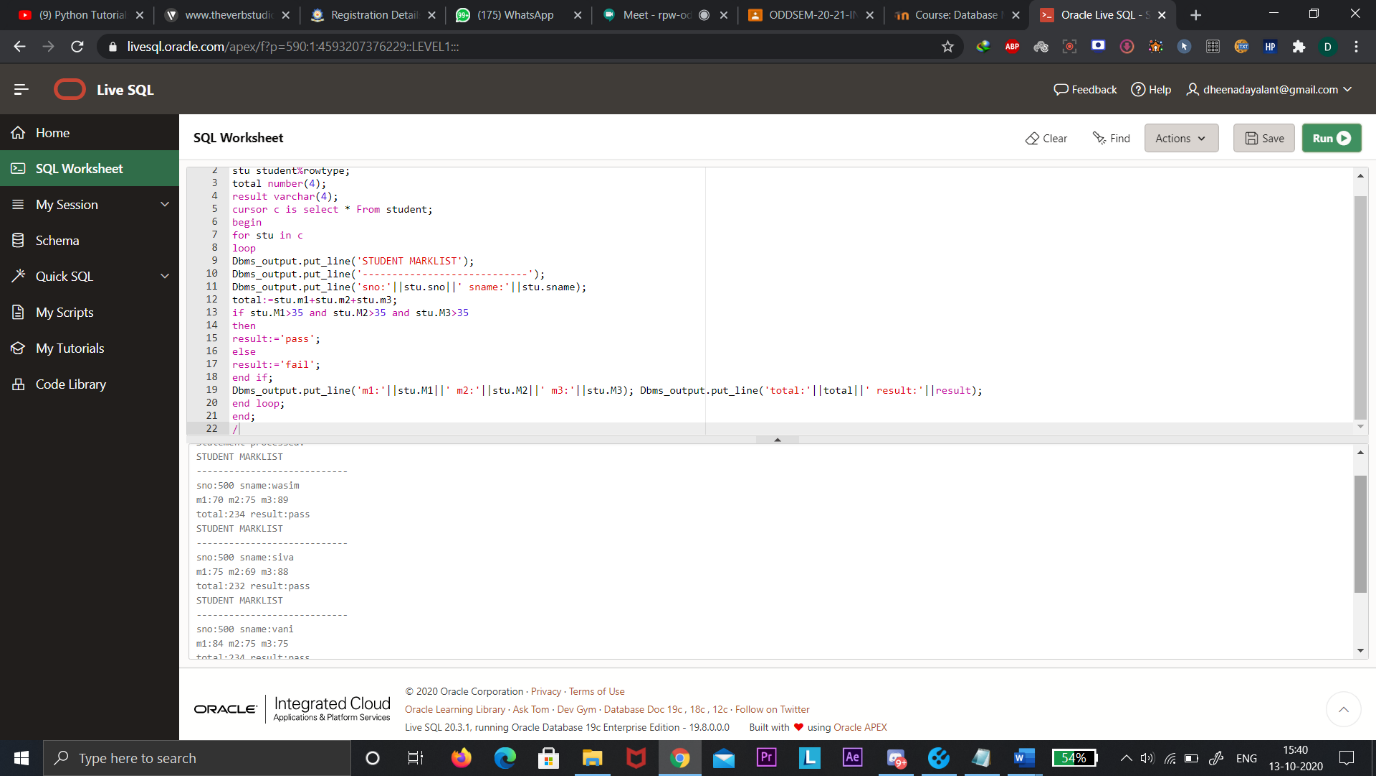 (9) Python Tutorial
www.theverbstudio
Registration Detail
(175) WhatsApp
Meet - rpw-od
ODDSEM-20-21-I
Course: Database
Oracle Live SQL - S
livesql.oracle.com/apex/f?p=590:1:4593207376229::LEVEL1:::
ABP
HP
D
Live SQL
Feedback
Help
dheenadayalant@gmail.com
Home
SQL Worksheet
My Session
Schema
Quick SQL
My Scripts
My Tutorials
Code Library
SQL Worksheet
Clear
Find
Actions
Save
Run
2 stu student%rowtype;
3 total number(4);
4 result varchar(4);
5 cursor c is select * From student;
6 begin
7 for stu in c
8 loop
9 Dbms_output.put_line('STUDENT MARKLIST');
10 Dbms_output.put_line('---------------------------');
11 Dbms_output.put_line('sno:'||stu.sno||' sname:'||stu.sname);
12 total:=stu.m1+stu.m2+stu.m3;
13 if stu.M1>35 and stu.M2>35 and stu.M3>35
14 then
15 result:='pass';
16 else
17 result:='fail';
18 end if;
19 Dbms_output.put_line('m1:'||stu.M1||' m2:'||stu.M2||' m3:'||stu.M3); Dbms_output.put_line('total:'||total||' result:'||result);
20 end loop;
21 end;
22 /
Statement processed.
STUDENT MARKLIST
---------------------------
sno:500 sname:wasim
m1:70 m2:75 m3:89
total:234 result:pass
STUDENT MARKLIST
---------------------------
sno:500 sname:siva
m1:75 m2:69 m3:88
total:232 result:pass
STUDENT MARKLIST
---------------------------
sno:500 sname:vani
m1:84 m2:75 m3:75
total:234 result:pass
ORACLE
Integrated Cloud
Applications & Platform Services
© 2020 Oracle Corporation · Privacy · Terms of Use
Oracle Learning Library · Ask Tom · Dev Gym · Database Doc 19c, 18c, 12c · Follow on Twitter
Live SQL 20.3.1, running Oracle Database 19c Enterprise Edition - 19.8.0.0.0 Built with ❤ using Oracle APEX
Type here to search
Pr
L
Ae
9+
W
54%
ENG
15:40
13-10-2020